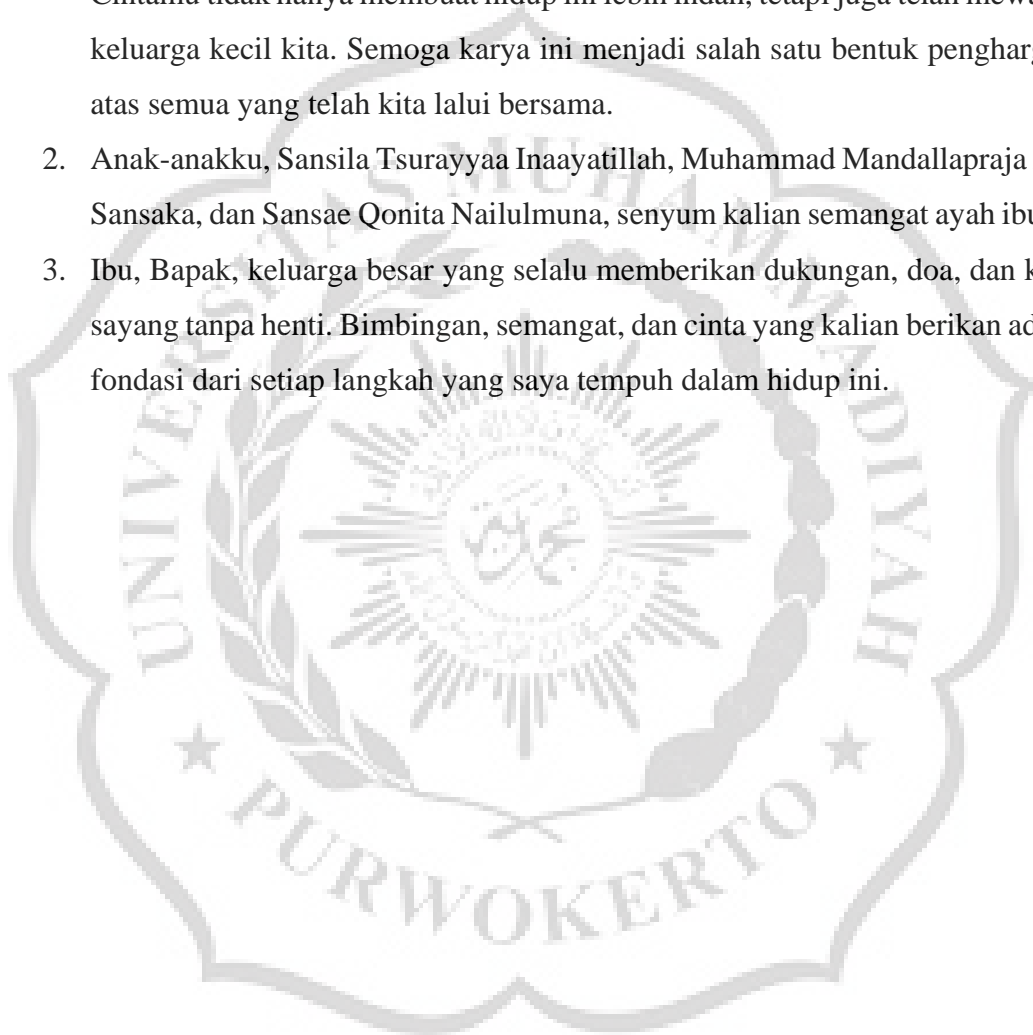 keluarga kecil kita. Semoga karya ini menjadi salah satu bentuk
atas semua yang telah kita lalui bersama.
2. Anak-anakku, Sansila Tsurayyaa Inaayatillah, Muhammad Mandallapraja
Sansaka, dan Sansae Qonita Nailulmuna, senyum kalian semangat ayah
3. Ibu, Bapak, keluarga besar yang selalu memberikan dukungan, doa, dan
sayang tanpa henti. Bimbingan, semangat, dan cinta yang kalian berikan
fondasi dari setiap langkah yang saya tempuh dalam hidup ini.
UNIVERSITAS MUHAMMADIYAH
PURWOKERTO